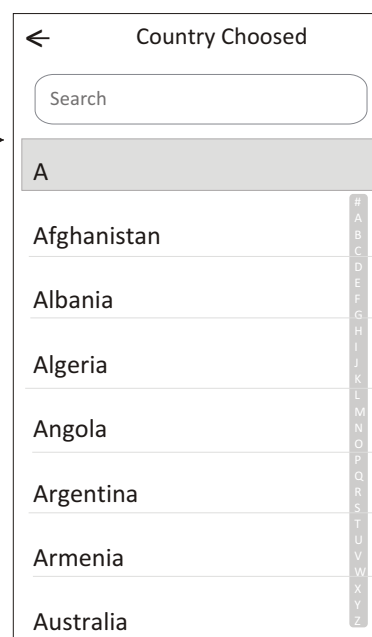 Country Choosed
Search
A
Afghanistan
Albania
Algeria
Angola
Argentina
Armenia
Australia
#
A
B
C
D
E
F
G
H
I
J
K
L
M
N
O
P
Q
R
S
T
U
V
W
X
Y
Z